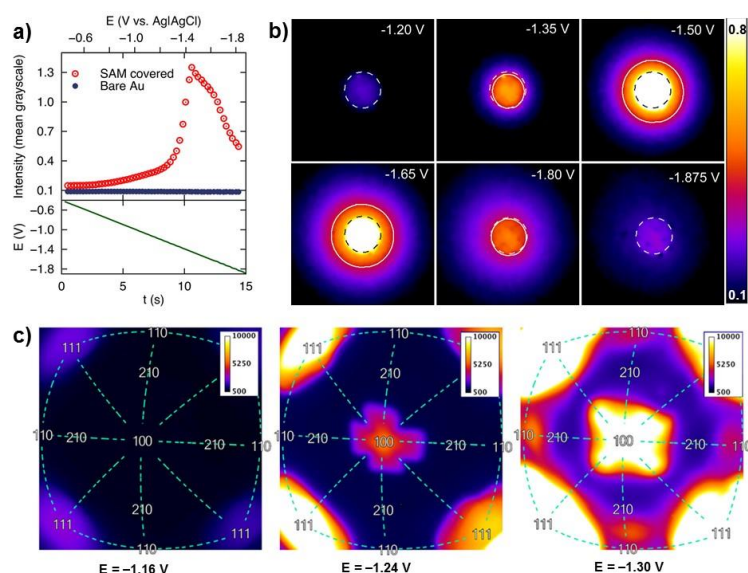 a)
E (V vs. Ag|AgCl)
-0.6 -1.0 -1.4 -1.8
SAM covered
Bare Au
Intensity (mean grayscale)
1.3
1.0
0.7
0.4
0.1
E (V)
-0.6
-1.0
-1.4
-1.8
0 5 10 15
t (s)
b)
-1.20 V -1.35 V -1.50 V
-1.65 V -1.80 V -1.875 V
0.8
0.1
c)
110
111
210
110 210 100 210 110
210
111 111
110
10000
5250
500
E = −1.16 V
110
111
210
110 210 100 210 110
210
111 111
110
10000
5250
500
E = −1.24 V
110
111
210
110 210 100 210 110
210
111 111
110
10000
5250
500
E = −1.30 V